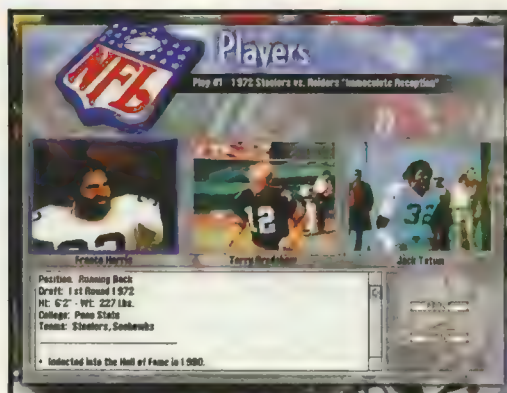 NFL
Players
Play #1 1972 Steelers vs. Raiders "Immaculate Reception"
12
32
Franco Harris
Terry Bradshaw
Jack Tatum
Position: Running Back
Draft: 1st Round 1972
Ht: 6'2" - Wt: 227 lbs.
College: Penn State
Teams: Steelers, Seahawks
• Inducted into the Hall of Fame in 1990.